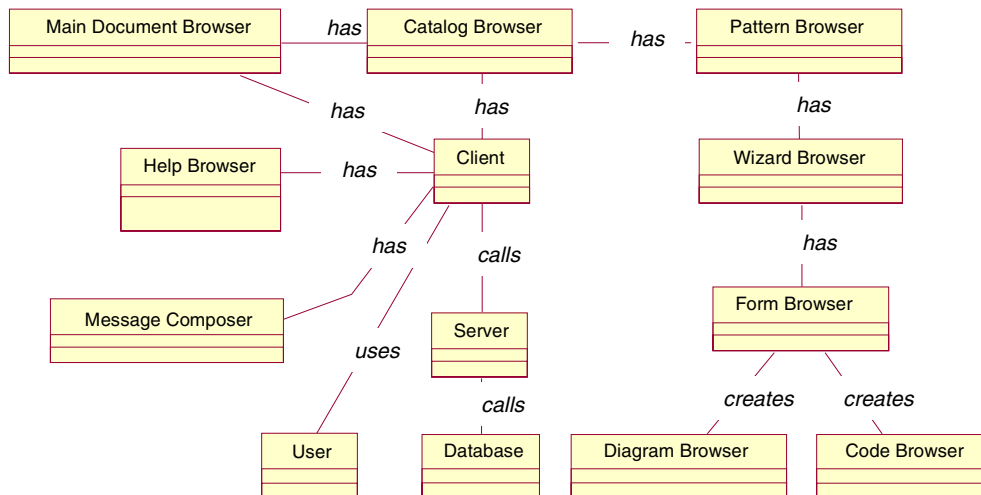 Main Document Browser
has
Catalog Browser
has
Pattern Browser
has
has
has
Help Browser
has
Client
Wizard Browser
has
calls
has
Message Composer
Server
Form Browser
uses
calls
creates
creates
User
Database
Diagram Browser
Code Browser